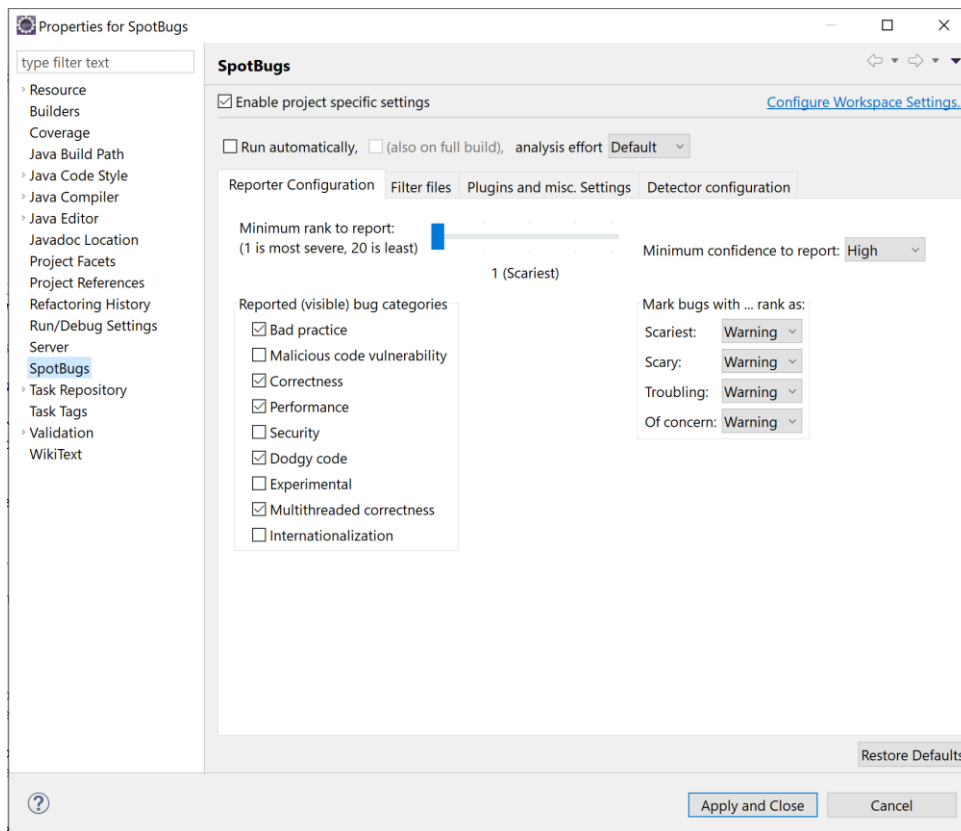 Properties for SpotBugs
type filter text
Resource
Builders
Coverage
Java Build Path
Java Code Style
Java Compiler
Java Editor
Javadoc Location
Project Facets
Project References
Refactoring History
Run/Debug Settings
Server
SpotBugs
Task Repository
Task Tags
Validation
WikiText
SpotBugs
Enable project specific settings
Configure Workspace Settings.
Run automatically, (also on full build), analysis effort Default
Reporter Configuration Filter files Plugins and misc. Settings Detector configuration
Minimum rank to report:
(1 is most severe, 20 is least)
1 (Scariest)
Minimum confidence to report: High
Reported (visible) bug categories
Bad practice
Malicious code vulnerability
Correctness
Performance
Security
Dodgy code
Experimental
Multithreaded correctness
Internationalization
Mark bugs with ... rank as:
Scariest: Warning
Scary: Warning
Troubling: Warning
Of concern: Warning
Restore Defaults
Apply and Close Cancel